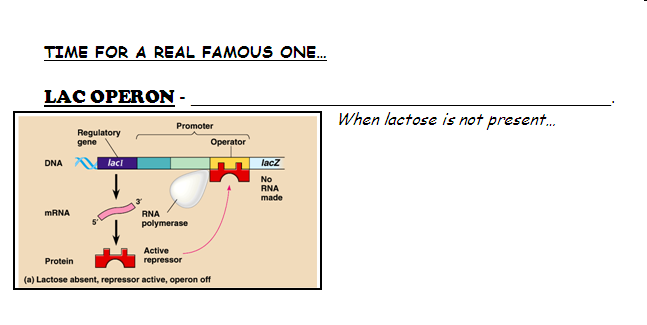 TIME FOR A REAL FAMOUS ONE…
LAC OPERON - ______________________________.
When lactose is not present…
Regulatory
gene
Promoter
Operator
DNA
lacI
lacZ
No
RNA
made
mRNA
5'
3'
RNA
polymerase
Protein
Active
repressor
(a) Lactose absent, repressor active, operon off